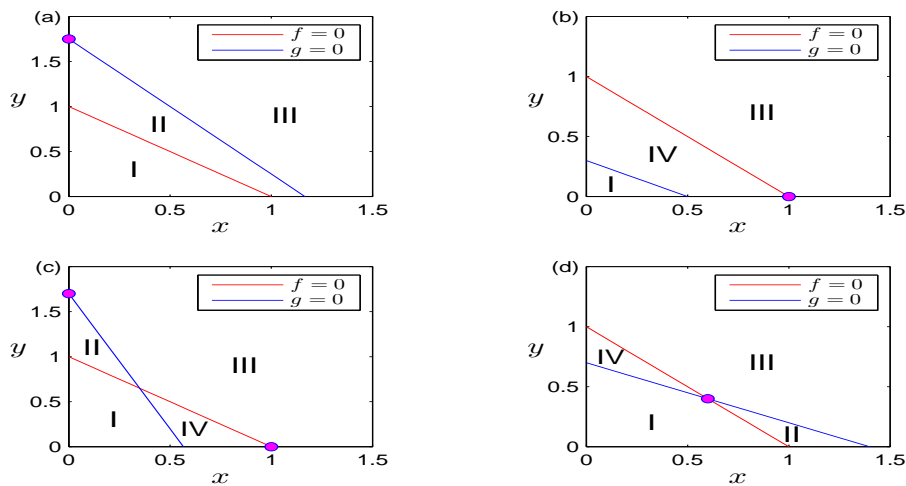 (a)
f = 0
g = 0
1.5
1
0.5
0
y
I
II
III
0 0.5 1 1.5
x
(b)
f = 0
g = 0
1
0.5
0
y
I
IV
III
0 0.5 1 1.5
x
(c)
f = 0
g = 0
1.5
1
0.5
0
y
II
I
IV
III
0 0.5 1 1.5
x
(d)
f = 0
g = 0
1
0.5
0
y
IV
I
III
II
0 0.5 1 1.5
x